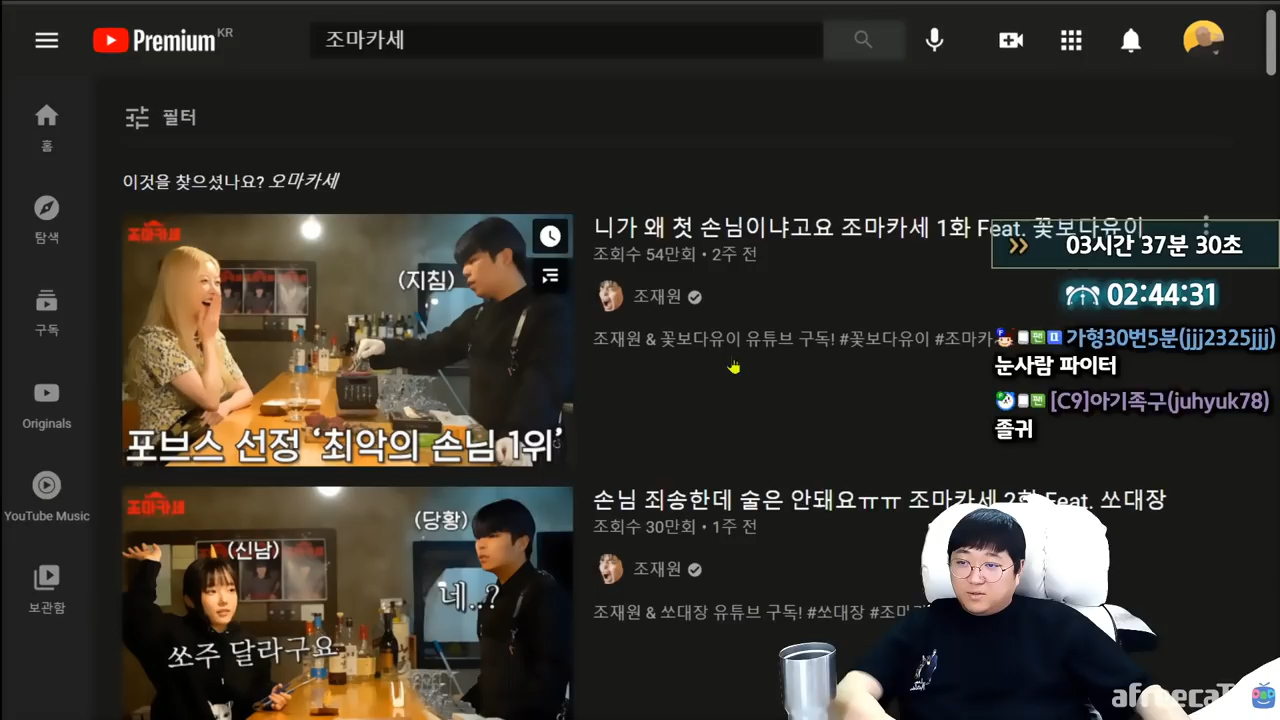 Premium KR
조마카세
필터
홈
탐색
구독
Originals
YouTube Music
보관함
이것을 찾으셨나요? 오마카세
조마카세
(지침)
포브스 선정 '최악의 손님 1위'
니가 왜 첫 손님이냐고요 조마카세 1화 Feat. 꽃보다유이
조회수 54만회 • 2주 전
조재원
조재원 & 꽃보다유이 유튜브 구독! #꽃보다유이 #조마카
03시간 37분 30초
02:44:31
가형30번5분(jjj2325jjj)
눈사람 파이터
[C9]아기족구(juhyuk78)
졸귀
조마카세
(당황)
(신남)
네..?
쏘주 달라구요
손님 죄송한데 술은 안돼요ㅠㅠ 조마카세 2화 Feat. 쏘대장
조회수 30만회 • 1주 전
조재원
조재원 & 쏘대장 유튜브 구독! #쏘대장 #조마
afreecaT